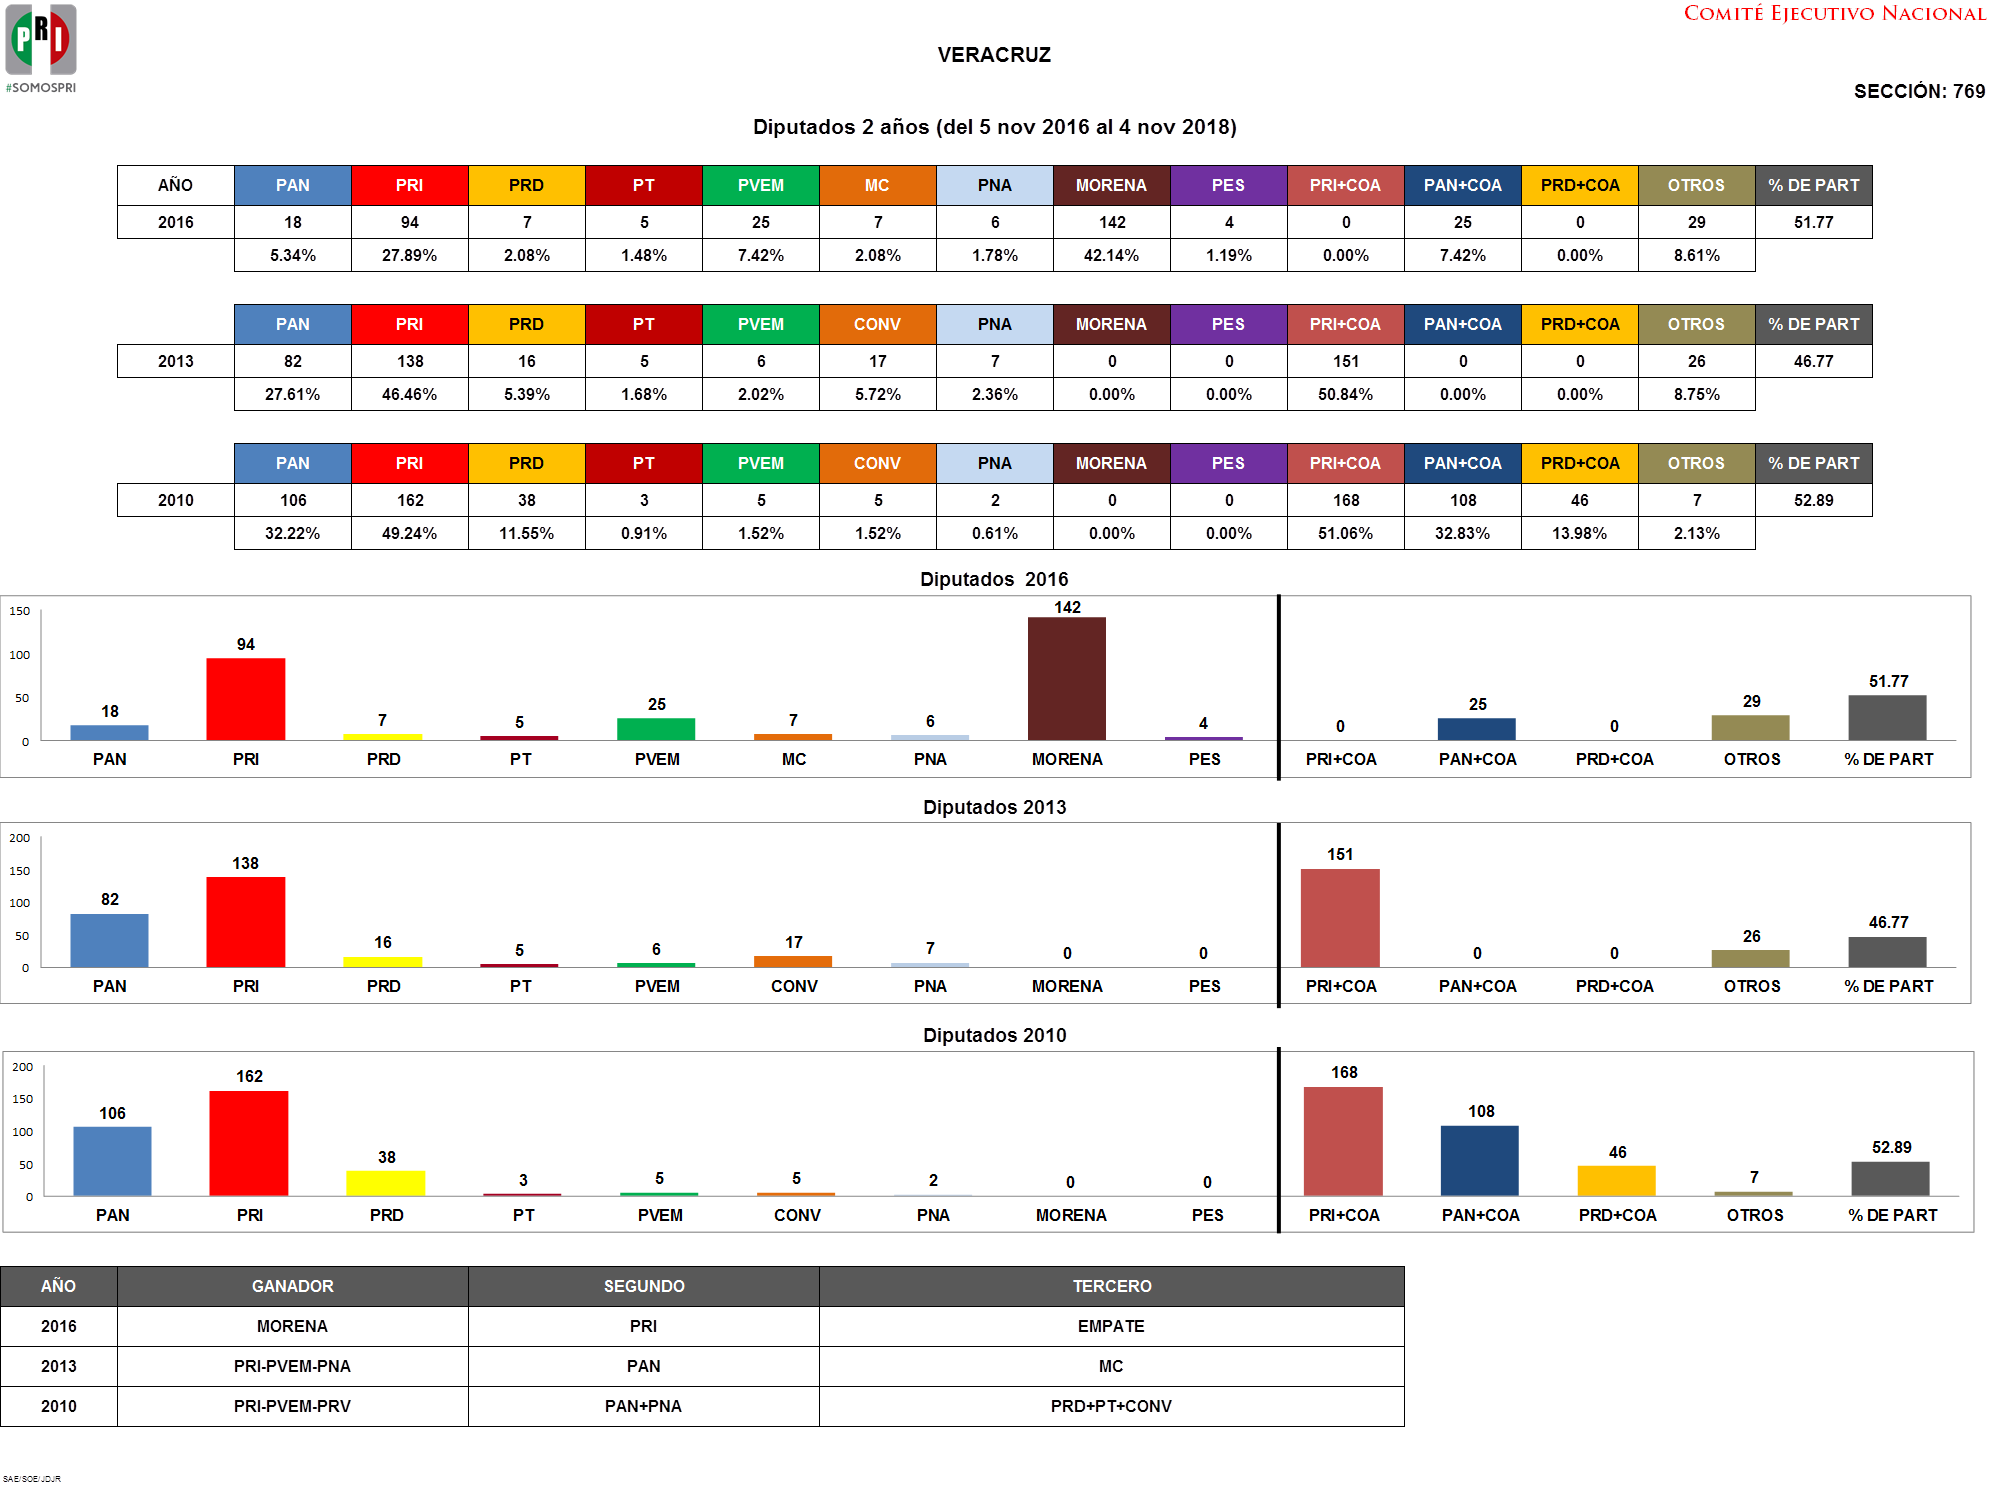 PRI
#SOMOSPRI
COMITÉ EJECUTIVO NACIONAL
VERACRUZ
SECCIÓN: 769
Diputados 2 años (del 5 nov 2016 al 4 nov 2018)
AÑO PAN PRI PRD PT PVEM MC PNA MORENA PES PRI+COA PAN+COA PRD+COA OTROS % DE PART
2016 18 94 7 5 25 7 6 142 4 0 25 0 29 51.77
5.34% 27.89% 2.08% 1.48% 7.42% 2.08% 1.78% 42.14% 1.19% 0.00% 7.42% 0.00% 8.61%
PAN PRI PRD PT PVEM CONV PNA MORENA PES PRI+COA PAN+COA PRD+COA OTROS % DE PART
2013 82 138 16 5 6 17 7 0 0 151 0 0 26 46.77
27.61% 46.46% 5.39% 1.68% 2.02% 5.72% 2.36% 0.00% 0.00% 50.84% 0.00% 0.00% 8.75%
PAN PRI PRD PT PVEM CONV PNA MORENA PES PRI+COA PAN+COA PRD+COA OTROS % DE PART
2010 106 162 38 3 5 5 2 0 0 168 108 46 7 52.89
32.22% 49.24% 11.55% 0.91% 1.52% 1.52% 0.61% 0.00% 0.00% 51.06% 32.83% 13.98% 2.13%
Diputados 2016
150
100
50
0
18 94 7 5 25 7 6 142 4 0 25 0 29 51.77
PAN PRI PRD PT PVEM MC PNA MORENA PES PRI+COA PAN+COA PRD+COA OTROS % DE PART
Diputados 2013
200
150
100
50
0
82 138 16 5 6 17 7 0 0 151 0 0 26 46.77
PAN PRI PRD PT PVEM CONV PNA MORENA PES PRI+COA PAN+COA PRD+COA OTROS % DE PART
Diputados 2010
200
150
100
50
0
106 162 38 3 5 5 2 0 0 168 108 46 7 52.89
PAN PRI PRD PT PVEM CONV PNA MORENA PES PRI+COA PAN+COA PRD+COA OTROS % DE PART
AÑO GANADOR SEGUNDO TERCERO
2016 MORENA PRI EMPATE
2013 PRI-PVEM-PNA PAN MC
2010 PRI-PVEM-PRV PAN+PNA PRD+PT+CONV
SAE/SOE/JDJR